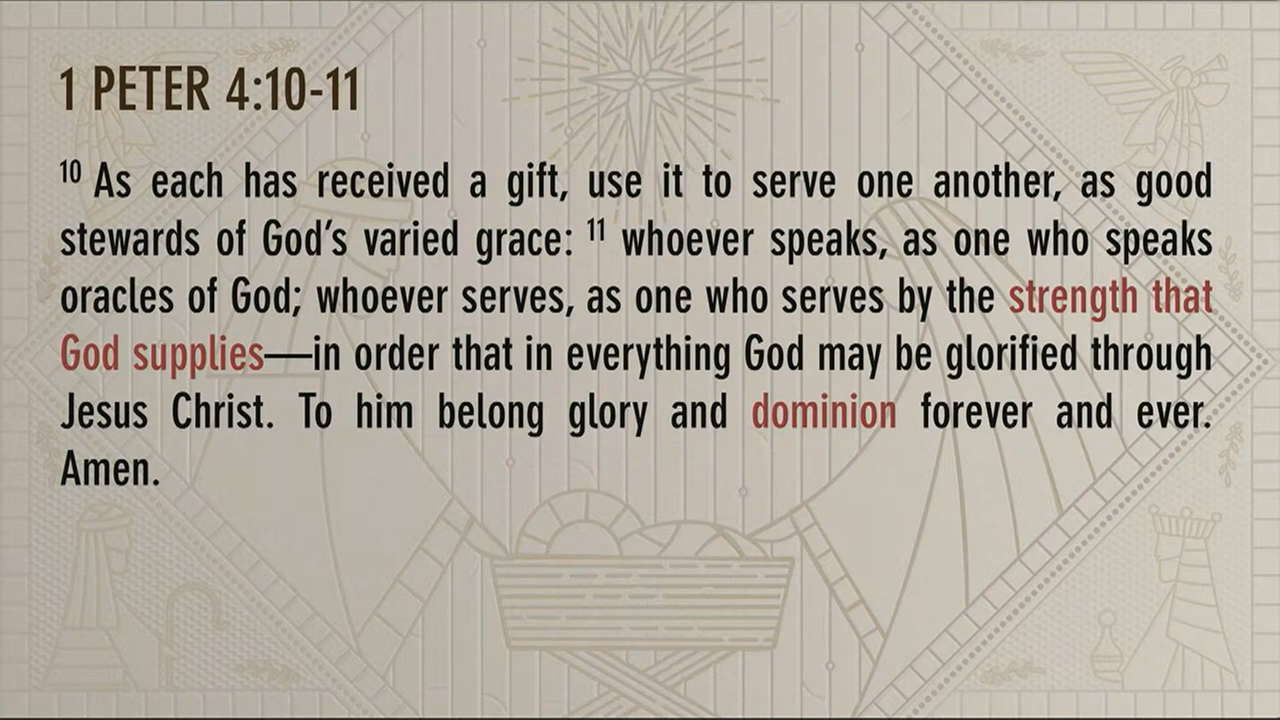 1 PETER 4:10-11
10 As each has received a gift, use it to serve one another, as good
stewards of God’s varied grace: 11 whoever speaks, as one who speaks
oracles of God; whoever serves, as one who serves by the strength that
God supplies—in order that in everything God may be glorified through
Jesus Christ. To him belong glory and dominion forever and ever.
Amen.